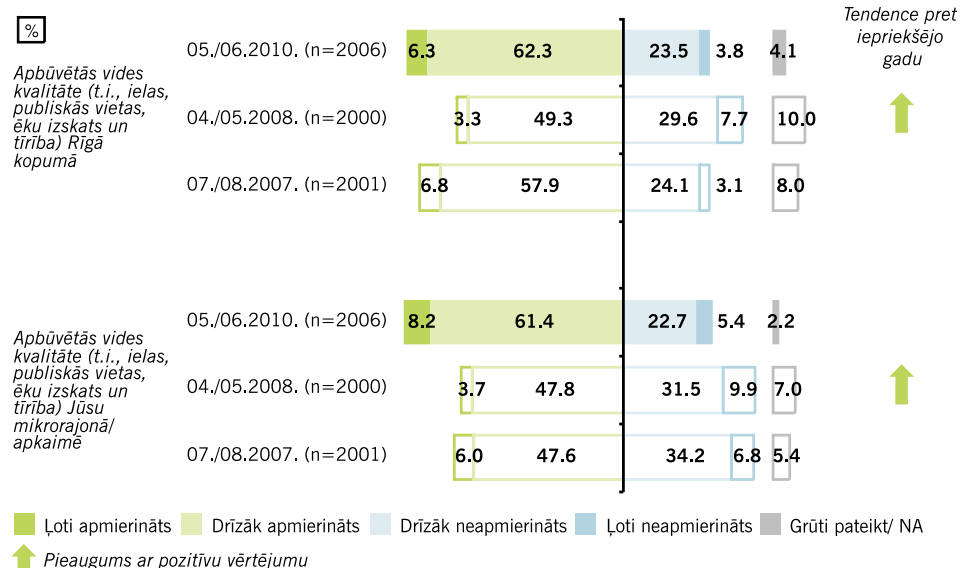 %
Tendence pret
iepriekšējo
gadu
Apbūvētās vides
kvalitāte (t.i., ielas,
publiskās vietas,
ēku izskats un
tīrība) Rīgā
kopumā
05/06.2010. (n=2006) 6.3 62.3 23.5 3.8 4.1
04./05.2008. (n=2000) 3.3 49.3 29.6 7.7 10.0
07./08.2007. (n=2001) 6.8 57.9 24.1 3.1 8.0
Apbūvētās vides
kvalitāte (t.i., ielas,
publiskās vietas,
ēku izskats un
tīrība) Jūsu
mikrorajonā/
apkaimē
05/06.2010. (n=2006) 8.2 61.4 22.7 5.4 2.2
04./05.2008. (n=2000) 3.7 47.8 31.5 9.9 7.0
07./08.2007. (n=2001) 6.0 47.6 34.2 6.8 5.4
Ļoti apmierināts Drīzāk apmierināts Drīzāk neapmierināts Ļoti neapmierināts Grūti pateikt/ NA
Pieaugums ar pozitīvu vērtējumu